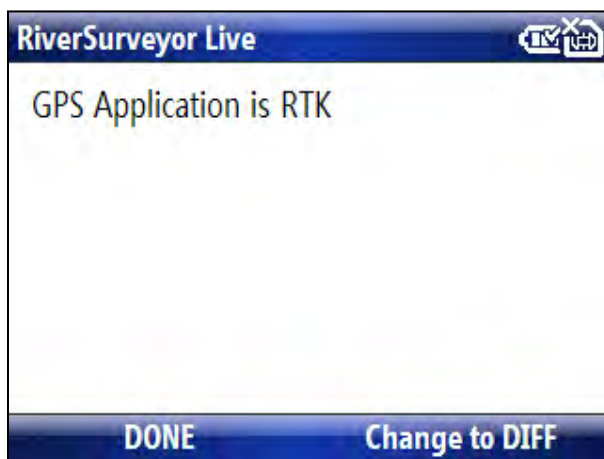 RiverSurveyor Live
GPS Application is RTK
DONE
Change to DIFF